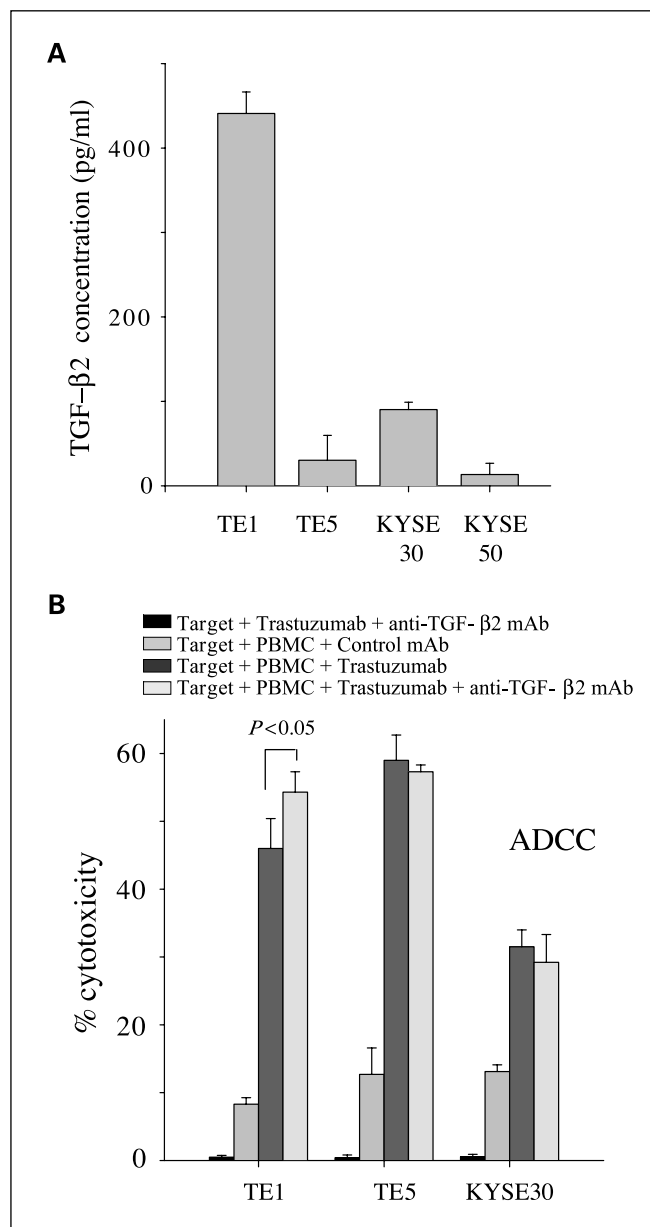 A
TGF-β2 concentration (pg/ml)
400
200
0
TE1 TE5 KYSE 30 KYSE 50
B
Target + Trastuzumab + anti-TGF- β2 mAb
Target + PBMC + Control mAb
Target + PBMC + Trastuzumab
Target + PBMC + Trastuzumab + anti-TGF- β2 mAb
% cytotoxicity
60
40
20
0
P<0.05
ADCC
TE1 TE5 KYSE30